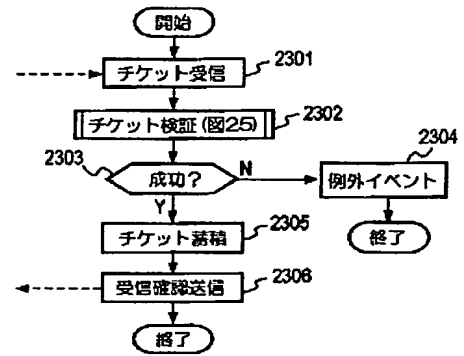 開始
2301
チケット受信
2302
チケット検証(図25)
2303
成功?
N
2304
例外イベント
終了
Y
2305
チケット蓄積
2306
受信確認送信
終了